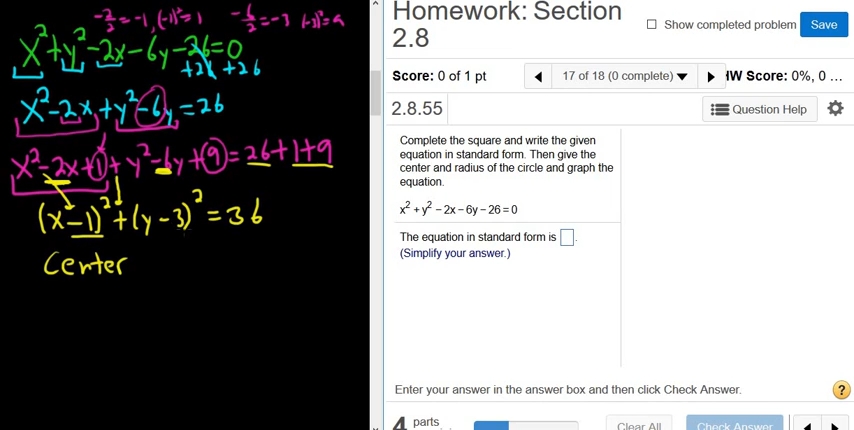 -2/2 = -1, (-1)² = 1   -6/2 = -3 (-3)² = 9
x² + y² - 2x - 6y - 26 = 0
+26 +26
x² - 2x + y² - 6y = 26
x² - 2x + 1 + y² - 6y + 9 = 26 + 1 + 9
(x - 1)² + (y - 3)² = 36
Center
Homework: Section 2.8
Show completed problem
Save
Score: 0 of 1 pt
17 of 18 (0 complete)
HW Score: 0%, 0 ...
2.8.55
Question Help
Complete the square and write the given
equation in standard form. Then give the
center and radius of the circle and graph the
equation.
x² + y² - 2x - 6y - 26 = 0
The equation in standard form is .
(Simplify your answer.)
Enter your answer in the answer box and then click Check Answer.
?
4 parts
Clear All
Check Answer